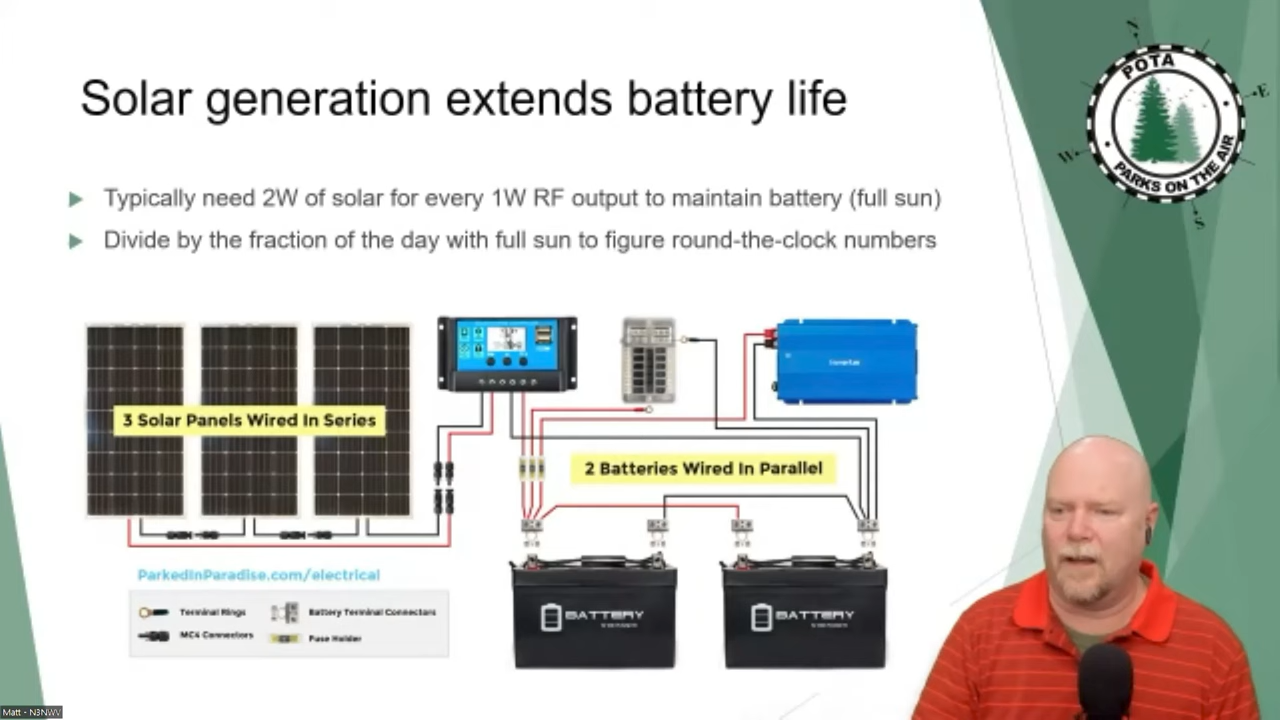 Solar generation extends battery life
Typically need 2W of solar for every 1W RF output to maintain battery (full sun)
Divide by the fraction of the day with full sun to figure round-the-clock numbers
N
E
W
S
POTA
PARKS ON THE AIR
3 Solar Panels Wired In Series
2 Batteries Wired In Parallel
ParkedInParadise.com/electrical
Terminal Rings
Battery Terminal Connectors
MC4 Connectors
Fuse Holder
BATTERY
BATTERY
Matt - N3NWV